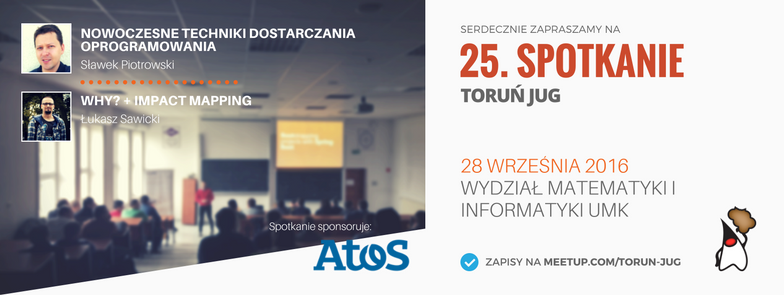 NOWOCZESNE TECHNIKI DOSTARCZANIA
OPROGRAMOWANIA
Sławek Piotrowski
WHY? + IMPACT MAPPING
Łukasz Sawicki
Spotkanie sponsoruje:
Atos
SERDECZNIE ZAPRASZAMY NA
25. SPOTKANIE
TORUŃ JUG
28 WRZEŚNIA 2016
WYDZIAŁ MATEMATYKI I
INFORMATYKI UMK
ZAPISY NA MEETUP.COM/TORUN-JUG